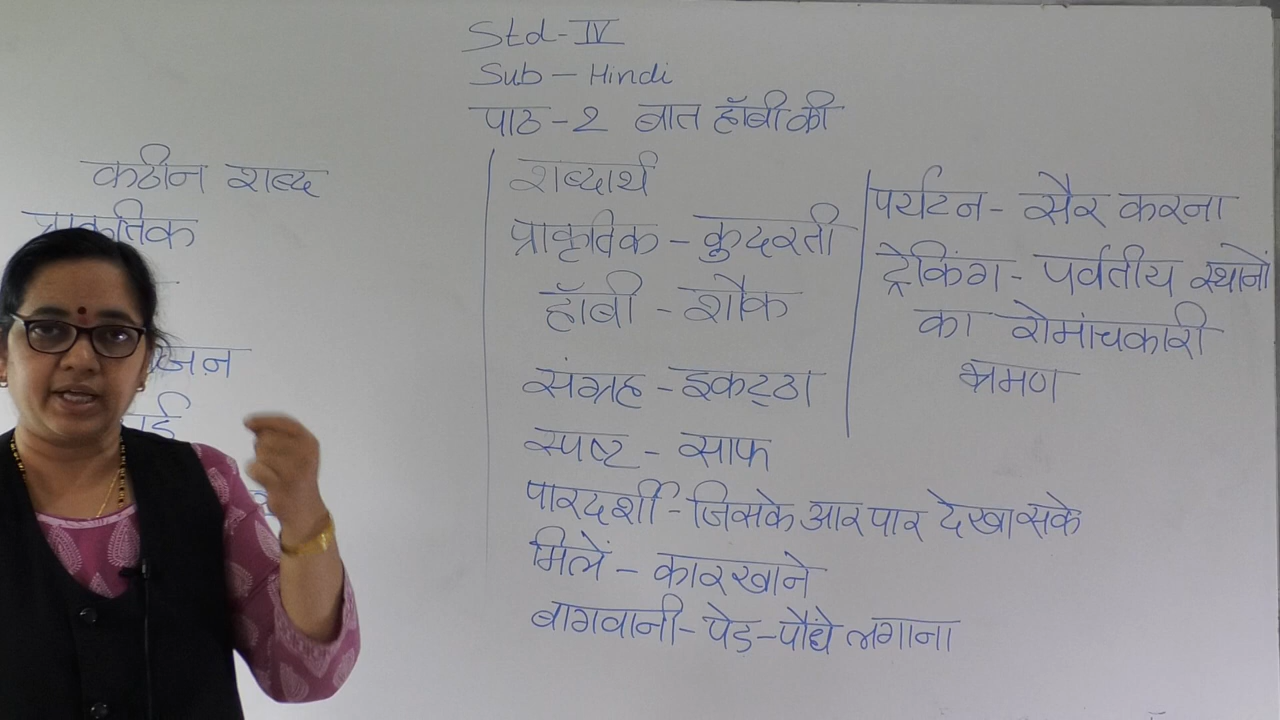 Std-IV
Sub - Hindi
पाठ-2 बात हॉबी की
कठीन शब्द
प्राकृतिक
शब्दार्थ
प्राकृतिक - कुदरती
हॉबी - शौक
संग्रह - इकट्ठा
स्पष्ट - साफ
पारदर्शी - जिसके आर पार देखा सके
मिलें - कारखाने
बागवानी - पेड-पौधे लगाना
पर्यटन - सैर करना
ट्रेकिंग - पर्वतीय स्थानों
का रोमांचकारी
भ्रमण